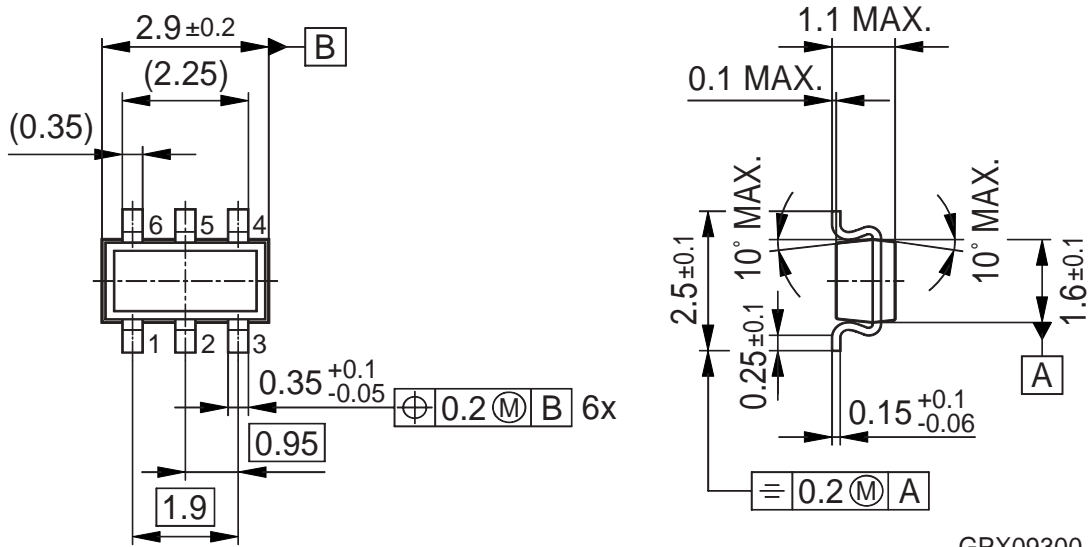 2.9 ±0.2
B
(2.25)
(0.35)
6 5 4
1 2 3
0.35 +0.1 -0.05
⌖ 0.2 Ⓜ B 6x
0.95
1.9
1.1 MAX.
0.1 MAX.
10° MAX.
10° MAX.
2.5±0.1
0.25±0.1
1.6±0.1
A
0.15 +0.1 -0.06
⌯ 0.2 Ⓜ A